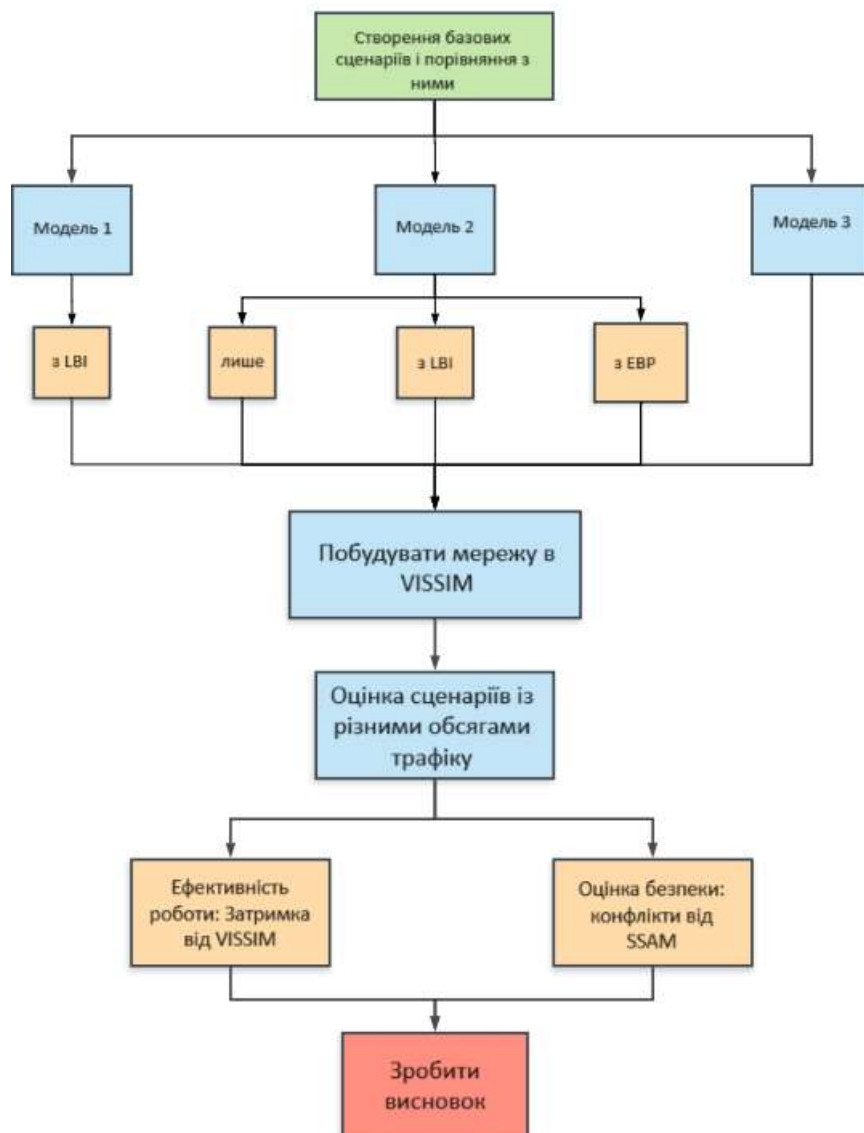 Створення базових
сценаріїв і порівняння з
ними
Модель 1
Модель 2
Модель 3
з LBI
лише
з LBI
з EBP
Побудувати мережу в
VISSIM
Оцінка сценаріїв із
різними обсягами
трафіку
Ефективність
роботи: Затримка
від VISSIM
Оцінка безпеки:
конфлікти від
SSAM
Зробити
висновок